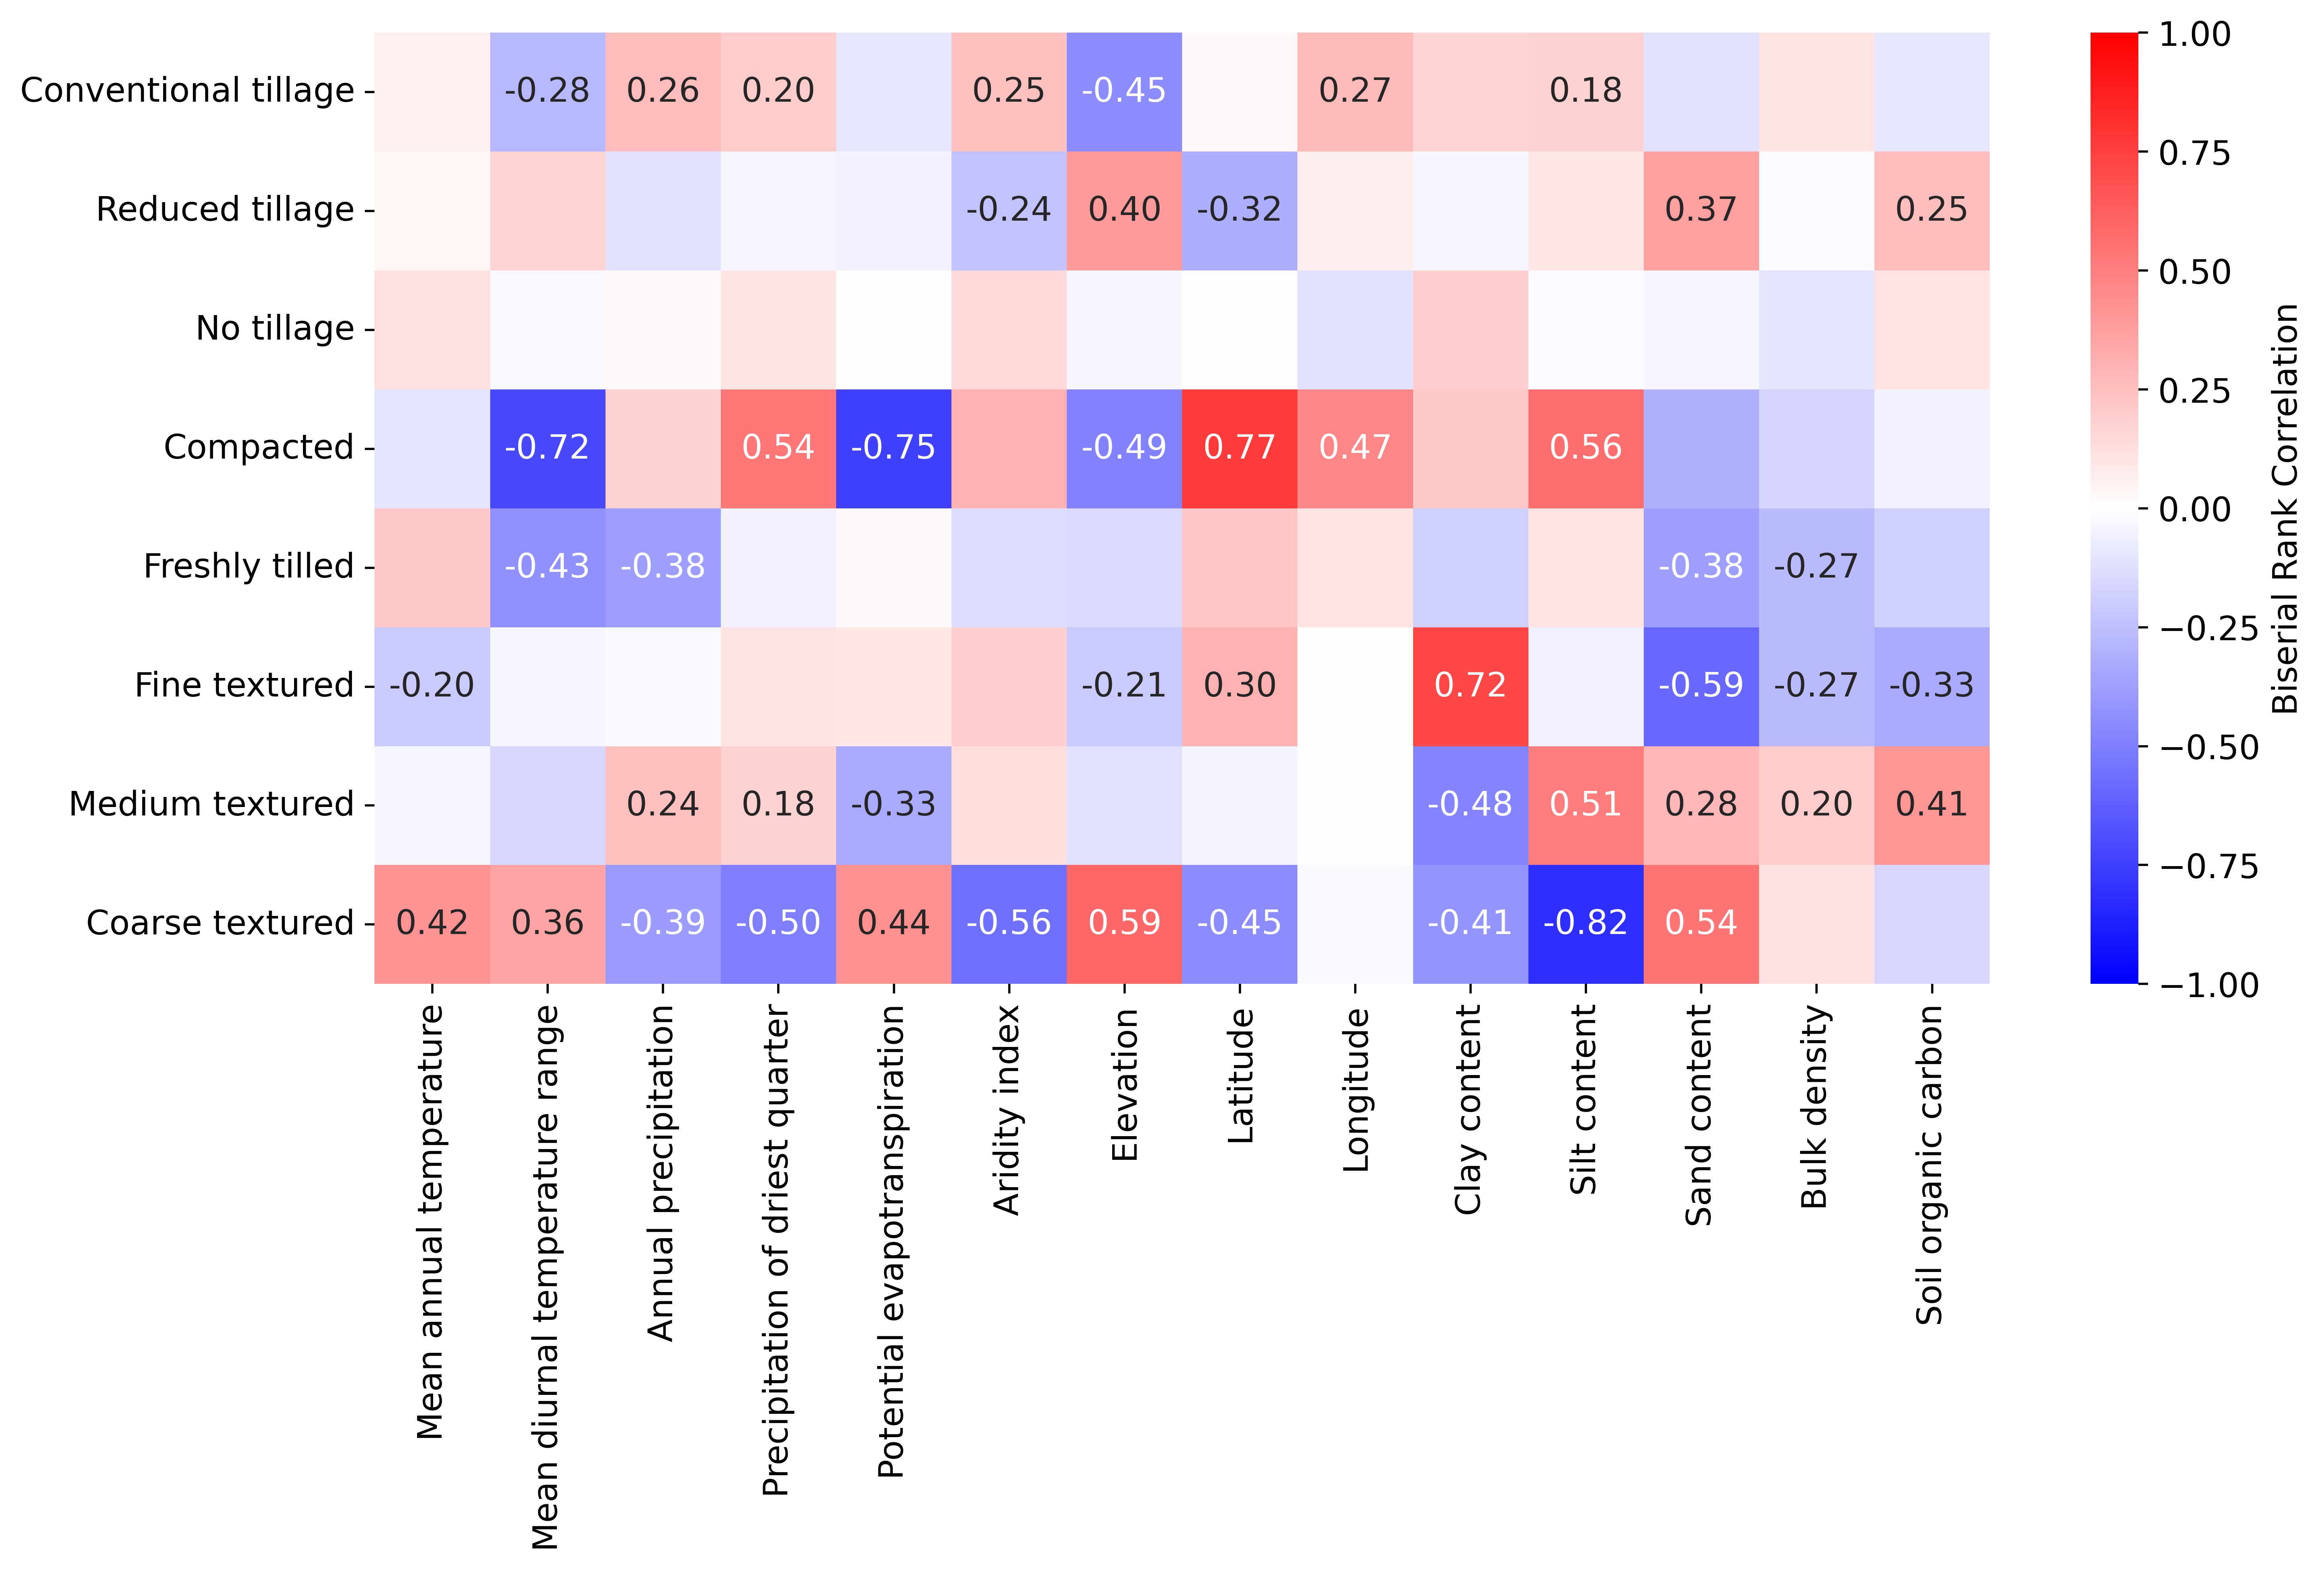 Conventional tillage -0.28 0.26 0.20 0.25 -0.45 0.27 0.18
Reduced tillage -0.24 0.40 -0.32 0.37 0.25
No tillage
Compacted -0.72 0.54 -0.75 -0.49 0.77 0.47 0.56
Freshly tilled -0.43 -0.38 -0.38 -0.27
Fine textured -0.20 -0.21 0.30 0.72 -0.59 -0.27 -0.33
Medium textured 0.24 0.18 -0.33 -0.48 0.51 0.28 0.20 0.41
Coarse textured 0.42 0.36 -0.39 -0.50 0.44 -0.56 0.59 -0.45 -0.41 -0.82 0.54
Mean annual temperature
Mean diurnal temperature range
Annual precipitation
Precipitation of driest quarter
Potential evapotranspiration
Aridity index
Elevation
Latitude
Longitude
Clay content
Silt content
Sand content
Bulk density
Soil organic carbon
1.00
0.75
0.50
0.25
0.00
−0.25
−0.50
−0.75
−1.00
Biserial Rank Correlation